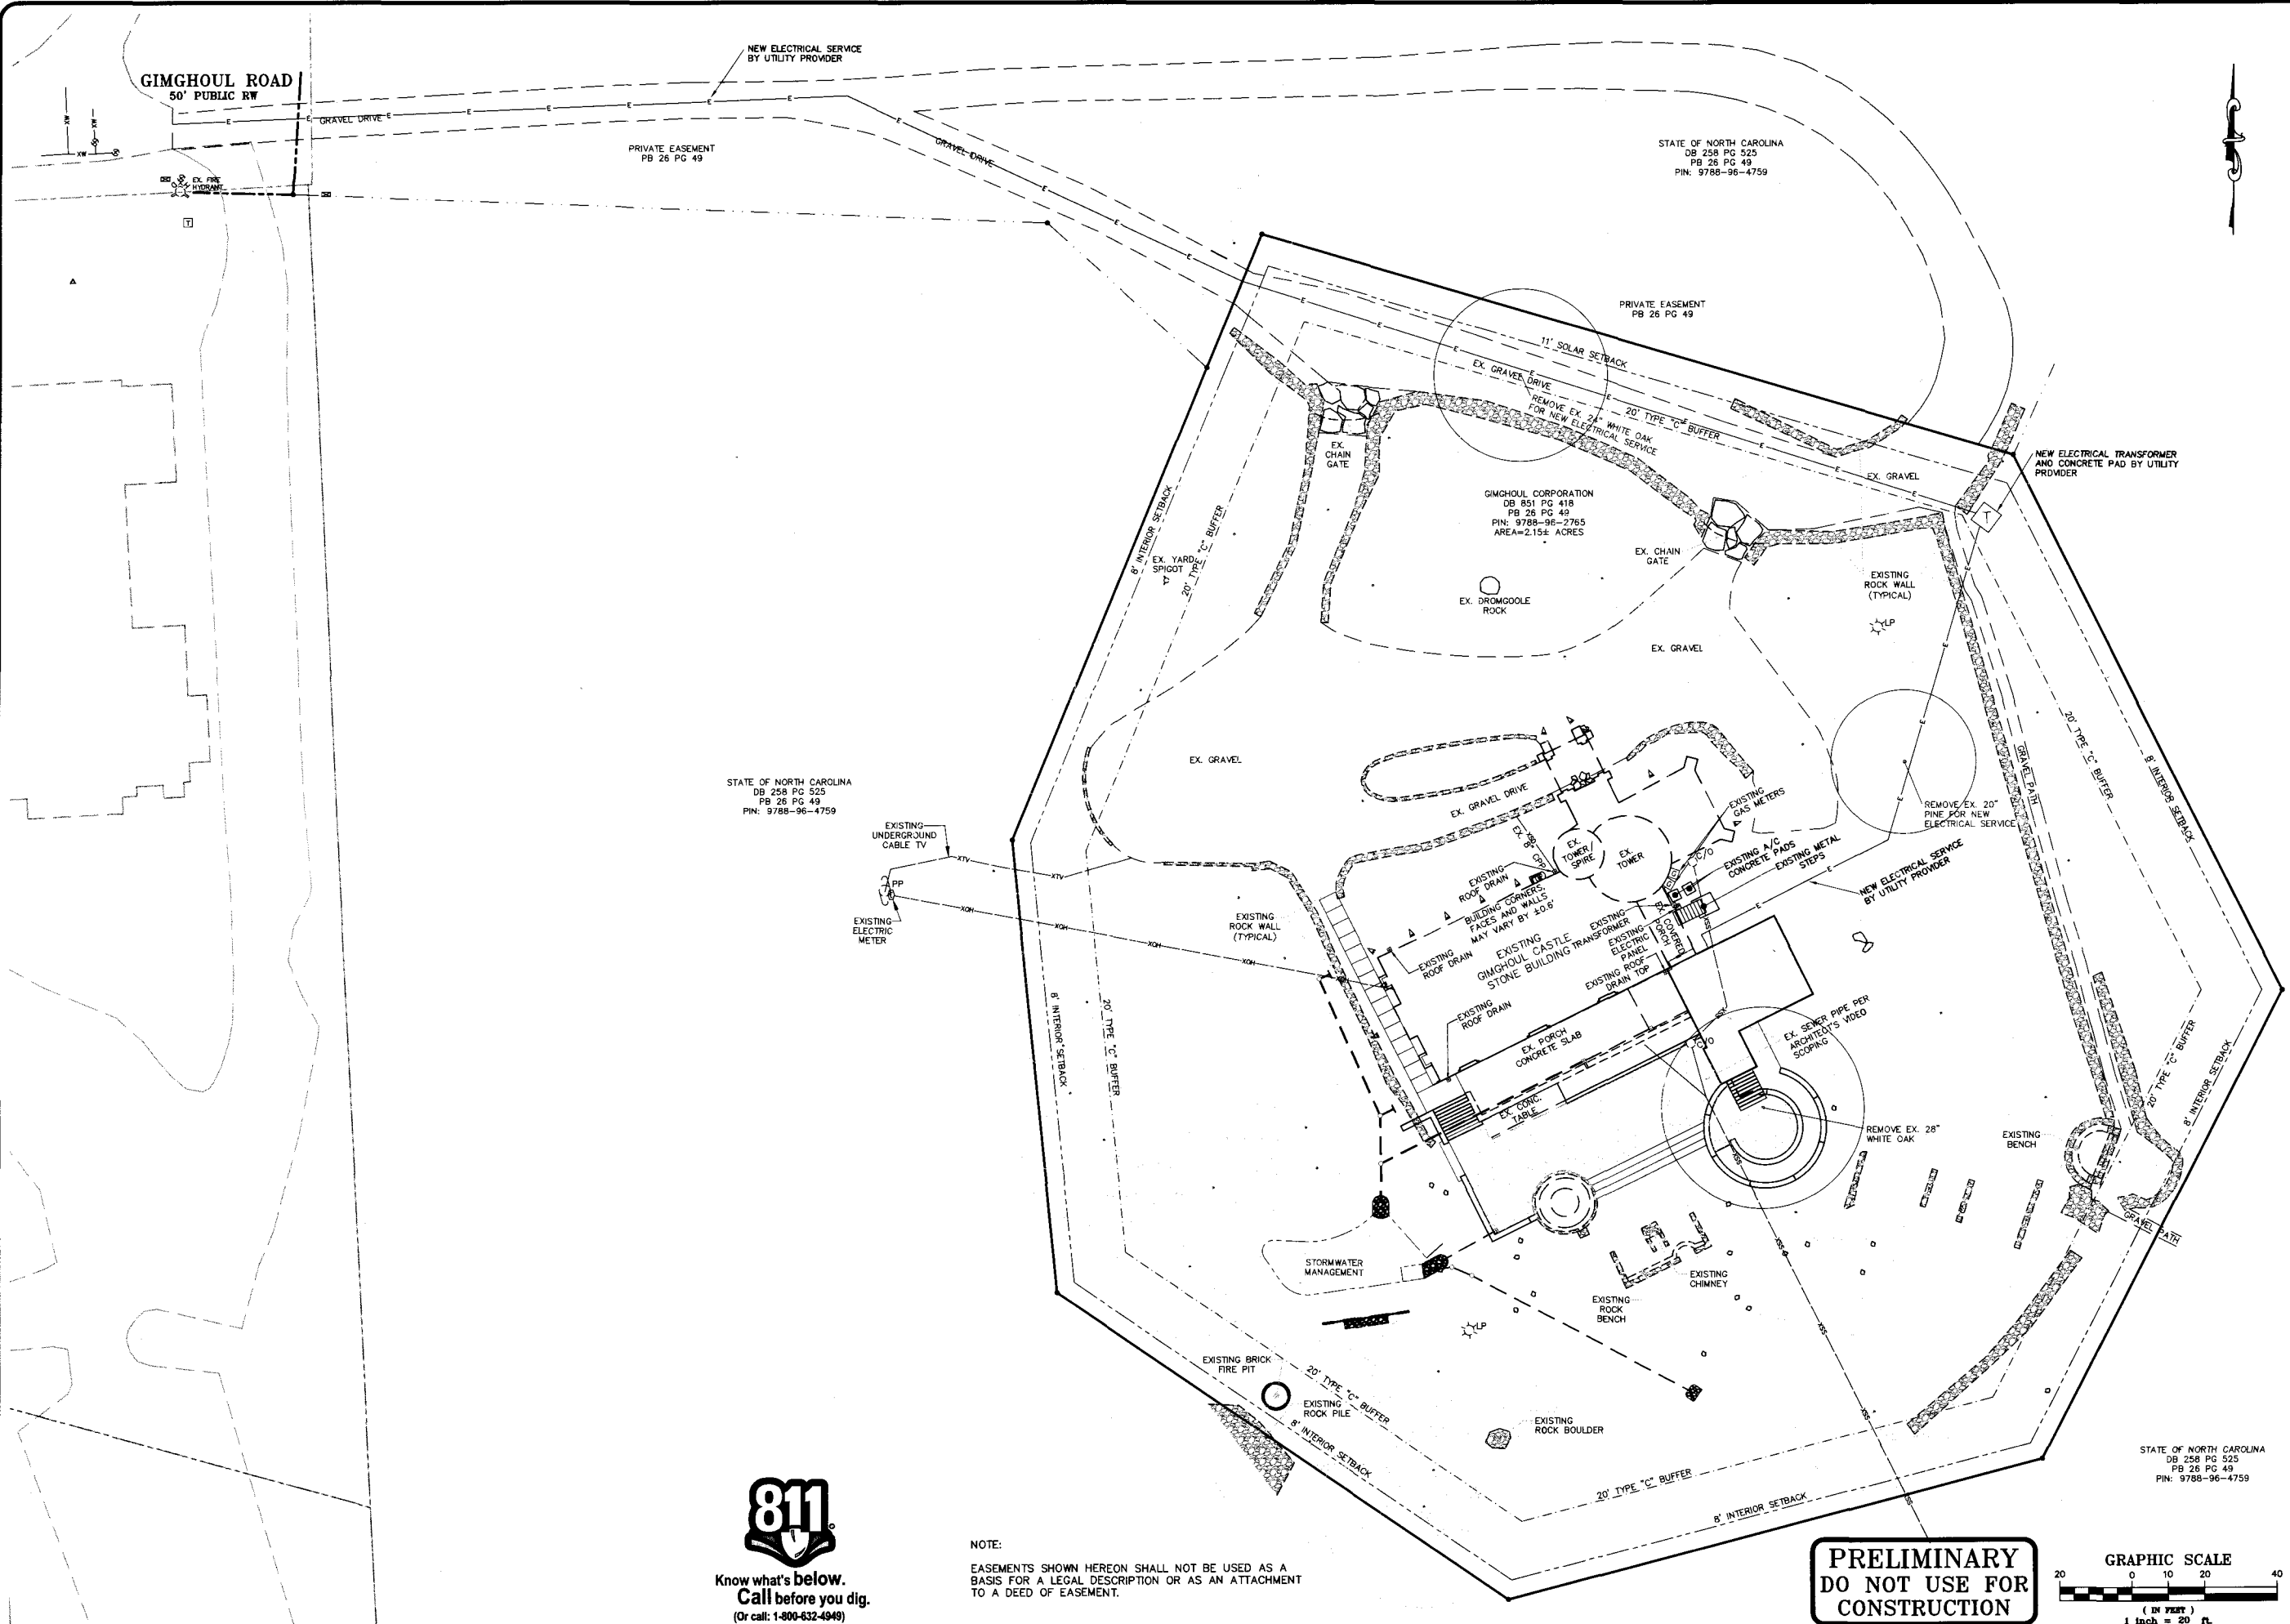 NEW ELECTRICAL SERVICE
BY UTILITY PROVIDER
GIMGHOUL ROAD
50' PUBLIC RW
E
GRAVEL DRIVE
PRIVATE EASEMENT
PB 26 PG 49
XW
EX. FIRE
HYDRANT
T
GRAVEL DRIVE
STATE OF NORTH CAROLINA
DB 258 PG 525
PB 26 PG 49
PIN: 9788-96-4759
PRIVATE EASEMENT
PB 26 PG 49
11' SOLAR SETBACK
EX. GRAVEL DRIVE
REMOVE EX. 24" WHITE OAK
FOR NEW ELECTRICAL SERVICE
20' TYPE "C" BUFFER
EX. GRAVEL
NEW ELECTRICAL TRANSFORMER
AND CONCRETE PAD BY UTILITY
PROVIDER
T
EX.
CHAIN
GATE
GIMGHOUL CORPORATION
DB 851 PG 418
PB 26 PG 49
PIN: 9788-96-2765
AREA=2.15± ACRES
8' INTERIOR SETBACK
20' TYPE "C" BUFFER
EX. YARD
SPIGOT
EX. CHAIN
GATE
EXISTING
ROCK WALL
(TYPICAL)
EX. DROMGOOLE
ROCK
LP
EX. GRAVEL
EX. GRAVEL
20' TYPE "C" BUFFER
8' INTERIOR SETBACK
GRAVEL PATH
EX. GRAVEL DRIVE
EXISTING
GAS METERS
REMOVE EX. 20"
PINE FOR NEW
ELECTRICAL SERVICE
STATE OF NORTH CAROLINA
DB 258 PG 525
PB 26 PG 49
PIN: 9788-96-4759
EXISTING
UNDERGROUND
CABLE TV
XTV
PP
EXISTING
ELECTRIC
METER
XOH
EX.
TOWER/
SPIRE
EX.
TOWER
C/O
EXISTING A/C
CONCRETE PADS
EXISTING METAL
STEPS
NEW ELECTRICAL SERVICE
BY UTILITY PROVIDER
EXISTING
ROOF DRAIN
BUILDING CORNERS,
FACES AND WALLS
MAY VARY BY ±0.6'
EXISTING
ROCK WALL
(TYPICAL)
EXISTING
ROOF DRAIN
EXISTING
GIMGHOUL CASTLE
STONE BUILDING
EXISTING
TRANSFORMER
EXISTING
ELECTRIC
PANEL
EX. COVERED
PORCH
EXISTING ROOF
DRAIN TOP
EXISTING
ROOF DRAIN
EX. PORCH
CONCRETE SLAB
EX. SEWER PIPE PER
ARCHITECT'S VIDEO
SCOPING
C/O
XSS
8' INTERIOR SETBACK
20' TYPE "C" BUFFER
20' TYPE "C" BUFFER
8' INTERIOR SETBACK
EX. CONC.
TABLE
REMOVE EX. 28"
WHITE OAK
EXISTING
BENCH
GRAVEL PATH
STORMWATER
MANAGEMENT
EXISTING
CHIMNEY
EXISTING
ROCK
BENCH
LP
EXISTING BRICK
FIRE PIT
EXISTING
ROCK PILE
20' TYPE "C" BUFFER
8' INTERIOR SETBACK
EXISTING
ROCK BOULDER
20' TYPE "C" BUFFER
8' INTERIOR SETBACK
STATE OF NORTH CAROLINA
DB 258 PG 525
PB 26 PG 49
PIN: 9788-96-4759
811
Know what's below.
Call before you dig.
(Or call: 1-800-632-4949)
NOTE:
EASEMENTS SHOWN HEREON SHALL NOT BE USED AS A
BASIS FOR A LEGAL DESCRIPTION OR AS AN ATTACHMENT
TO A DEED OF EASEMENT.
PRELIMINARY
DO NOT USE FOR
CONSTRUCTION
GRAPHIC SCALE
20 0 10 20 40
( IN FEET )
1 inch = 20 ft.